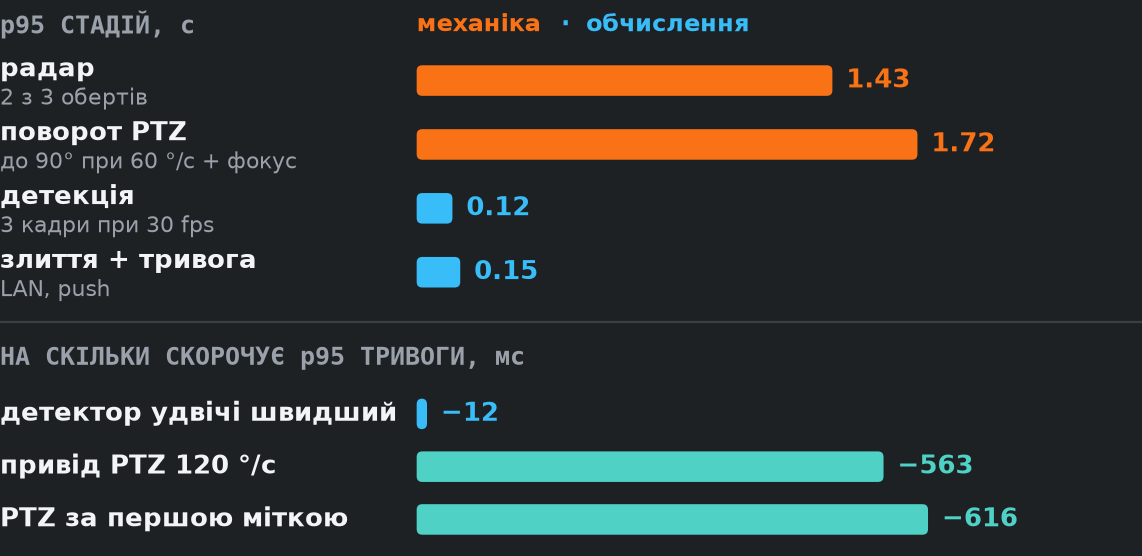 p95 СТАДІЙ, с
механіка · обчислення
радар
2 з 3 обертів
1.43
поворот PTZ
до 90° при 60 °/с + фокус
1.72
детекція
3 кадри при 30 fps
0.12
злиття + тривога
LAN, push
0.15
НА СКІЛЬКИ СКОРОЧУЄ p95 ТРИВОГИ, мс
детектор удвічі швидший −12
привід PTZ 120 °/с −563
PTZ за першою міткою −616